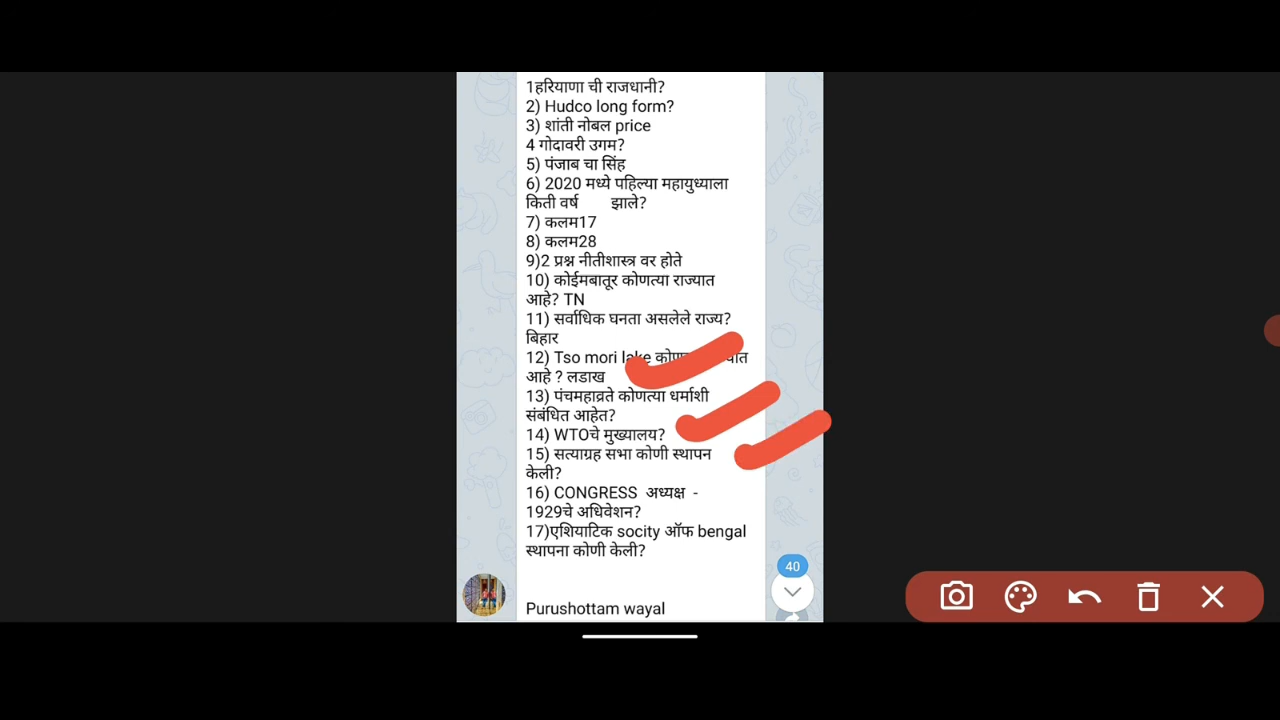 1हरियाणा ची राजधानी?
2) Hudco long form?
3) शांती नोबल price
4 गोदावरी उगम?
5) पंजाब चा सिंह
6) 2020 मध्ये पहिल्या महायुध्याला
किती वर्ष झाले?
7) कलम17
8) कलम28
9)2 प्रश्न नीतीशास्त्र वर होते
10) कोईमबातूर कोणत्या राज्यात
आहे? TN
11) सर्वाधिक घनता असलेले राज्य?
बिहार
12) Tso mori lake
आहे ? लडाख
13) पंचमहाव्रते कोणत्या धर्माशी
संबंधित आहेत?
14) WTOचे मुख्यालय?
15) सत्याग्रह सभा कोणी स्थापन
केली?
16) CONGRESS अध्यक्ष -
1929चे अधिवेशन?
17)एशियाटिक socity ऑफ bengal
स्थापना कोणी केली?
40
Purushottam wayal